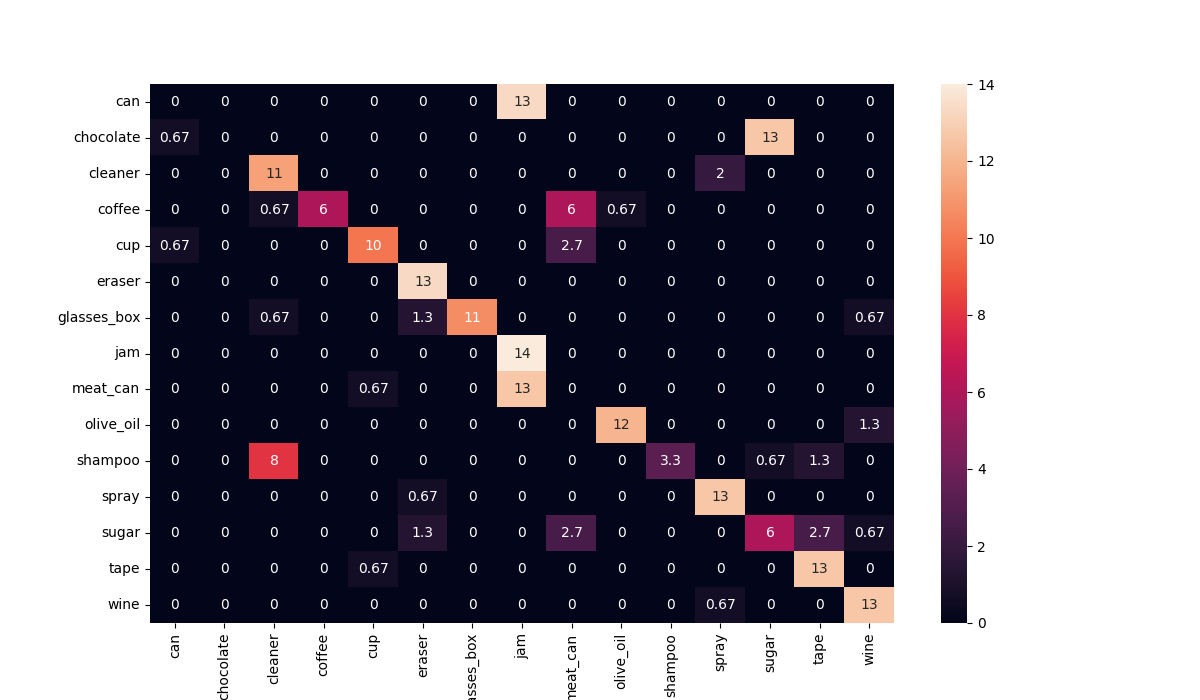 can 0 0 0 0 0 0 0 13 0 0 0 0 0 0 0
chocolate 0.67 0 0 0 0 0 0 0 0 0 0 0 13 0 0
cleaner 0 0 11 0 0 0 0 0 0 0 0 2 0 0 0
coffee 0 0 0.67 6 0 0 0 0 6 0.67 0 0 0 0 0
cup 0.67 0 0 0 10 0 0 0 2.7 0 0 0 0 0 0
eraser 0 0 0 0 0 13 0 0 0 0 0 0 0 0 0
glasses_box 0 0 0.67 0 0 1.3 11 0 0 0 0 0 0 0 0.67
jam 0 0 0 0 0 0 0 14 0 0 0 0 0 0 0
meat_can 0 0 0 0 0.67 0 0 13 0 0 0 0 0 0 0
olive_oil 0 0 0 0 0 0 0 0 0 12 0 0 0 0 1.3
shampoo 0 0 8 0 0 0 0 0 0 0 3.3 0 0.67 1.3 0
spray 0 0 0 0 0 0.67 0 0 0 0 0 13 0 0 0
sugar 0 0 0 0 0 1.3 0 0 2.7 0 0 0 6 2.7 0.67
tape 0 0 0 0 0.67 0 0 0 0 0 0 0 0 13 0
wine 0 0 0 0 0 0 0 0 0 0 0 0.67 0 0 13
can chocolate cleaner coffee cup eraser asses_box jam meat_can olive_oil shampoo spray sugar tape wine
14
12
10
8
6
4
2
0